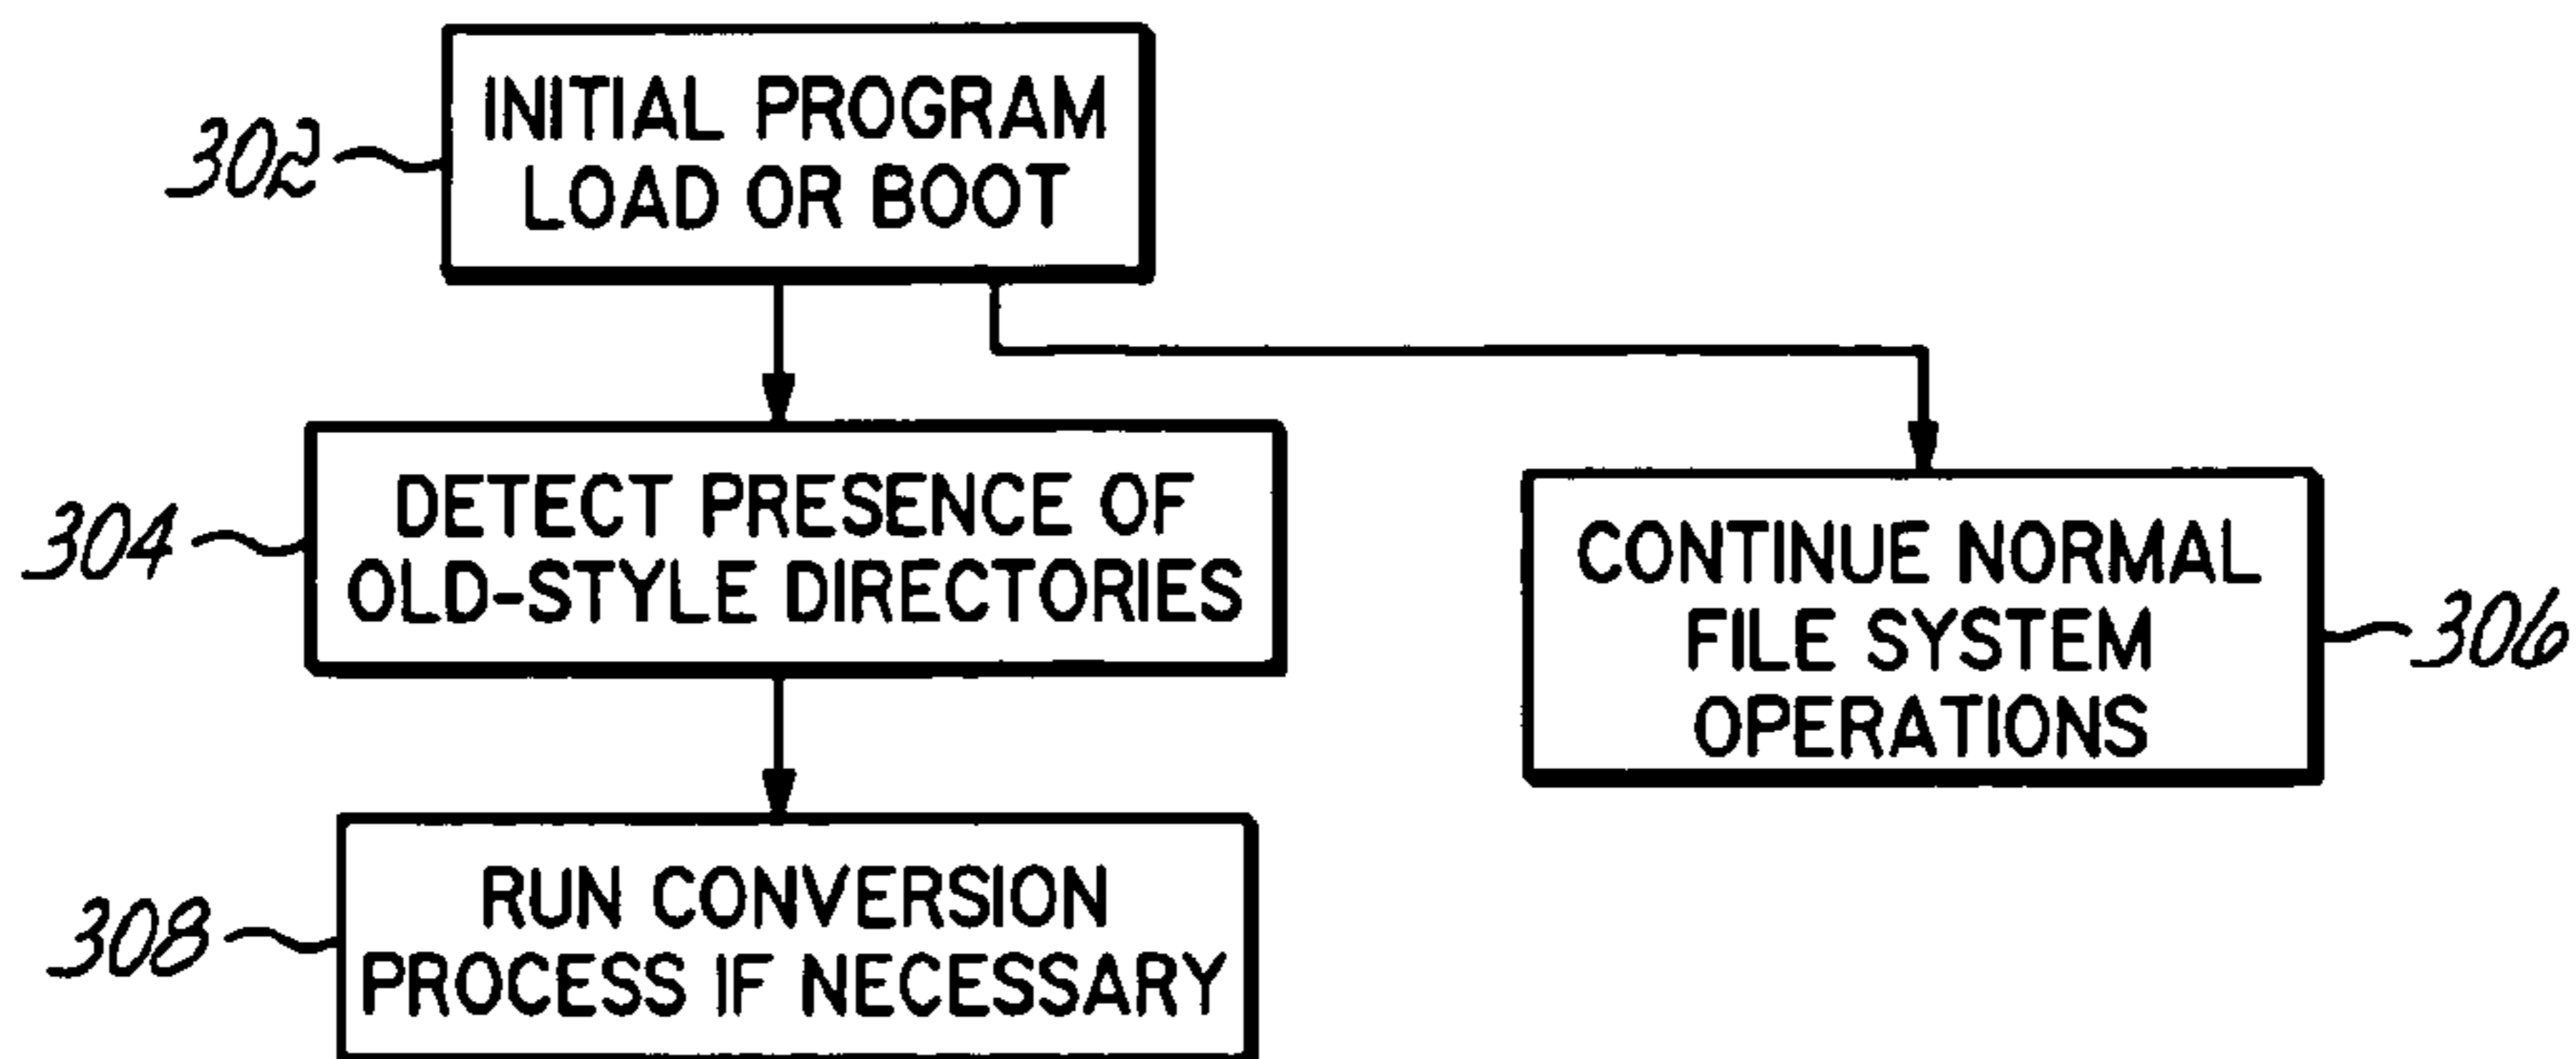 302
INITIAL PROGRAM
LOAD OR BOOT
304
DETECT PRESENCE OF
OLD-STYLE DIRECTORIES
CONTINUE NORMAL
FILE SYSTEM
OPERATIONS
306
308
RUN CONVERSION
PROCESS IF NECESSARY